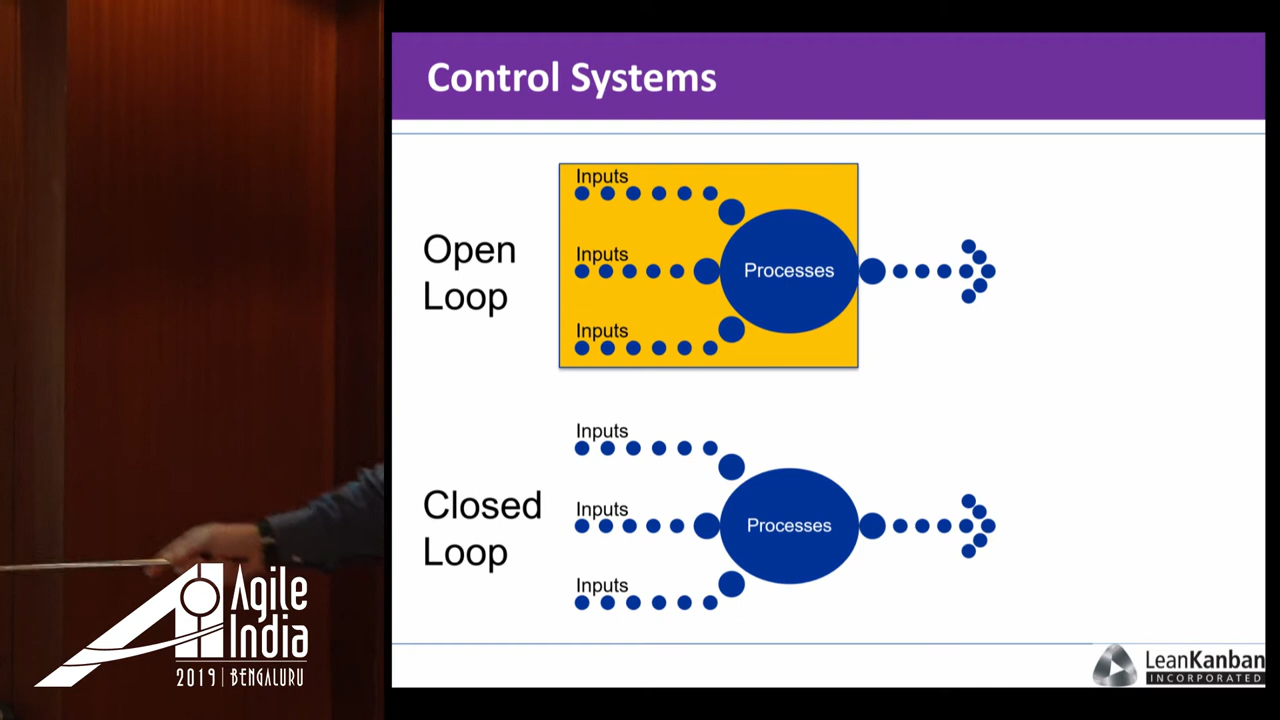 Control Systems
Inputs
Inputs
Inputs
Open
Loop
Processes
Inputs
Inputs
Inputs
Closed
Loop
Processes
Agile
India
2019 | BENGALURU
LeanKanban
INCORPORATED